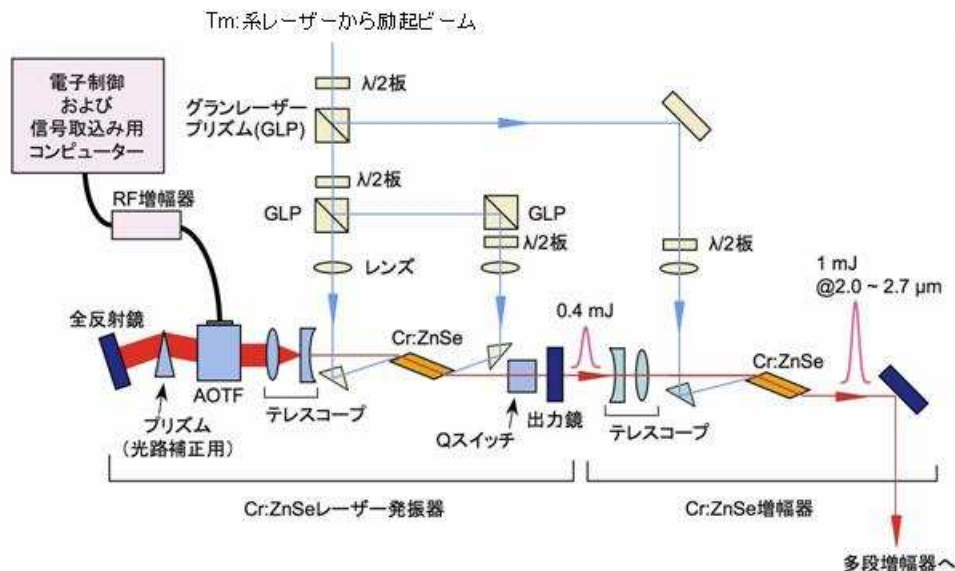 Tm:系レーザーから励起ビーム
電子制御
および
信号取込み用
コンピューター
λ/2板
グランレーザー
プリズム(GLP)
RF増幅器
λ/2板
GLP
GLP
λ/2板
λ/2板
レンズ
1 mJ
@2.0 ~ 2.7 μm
0.4 mJ
全反射鏡
Cr:ZnSe
Cr:ZnSe
AOTF
プリズム
(光路補正用)
テレスコープ
Qスイッチ
出力鏡
テレスコープ
Cr:ZnSeレーザー発振器
Cr:ZnSe増幅器
多段増幅器へ